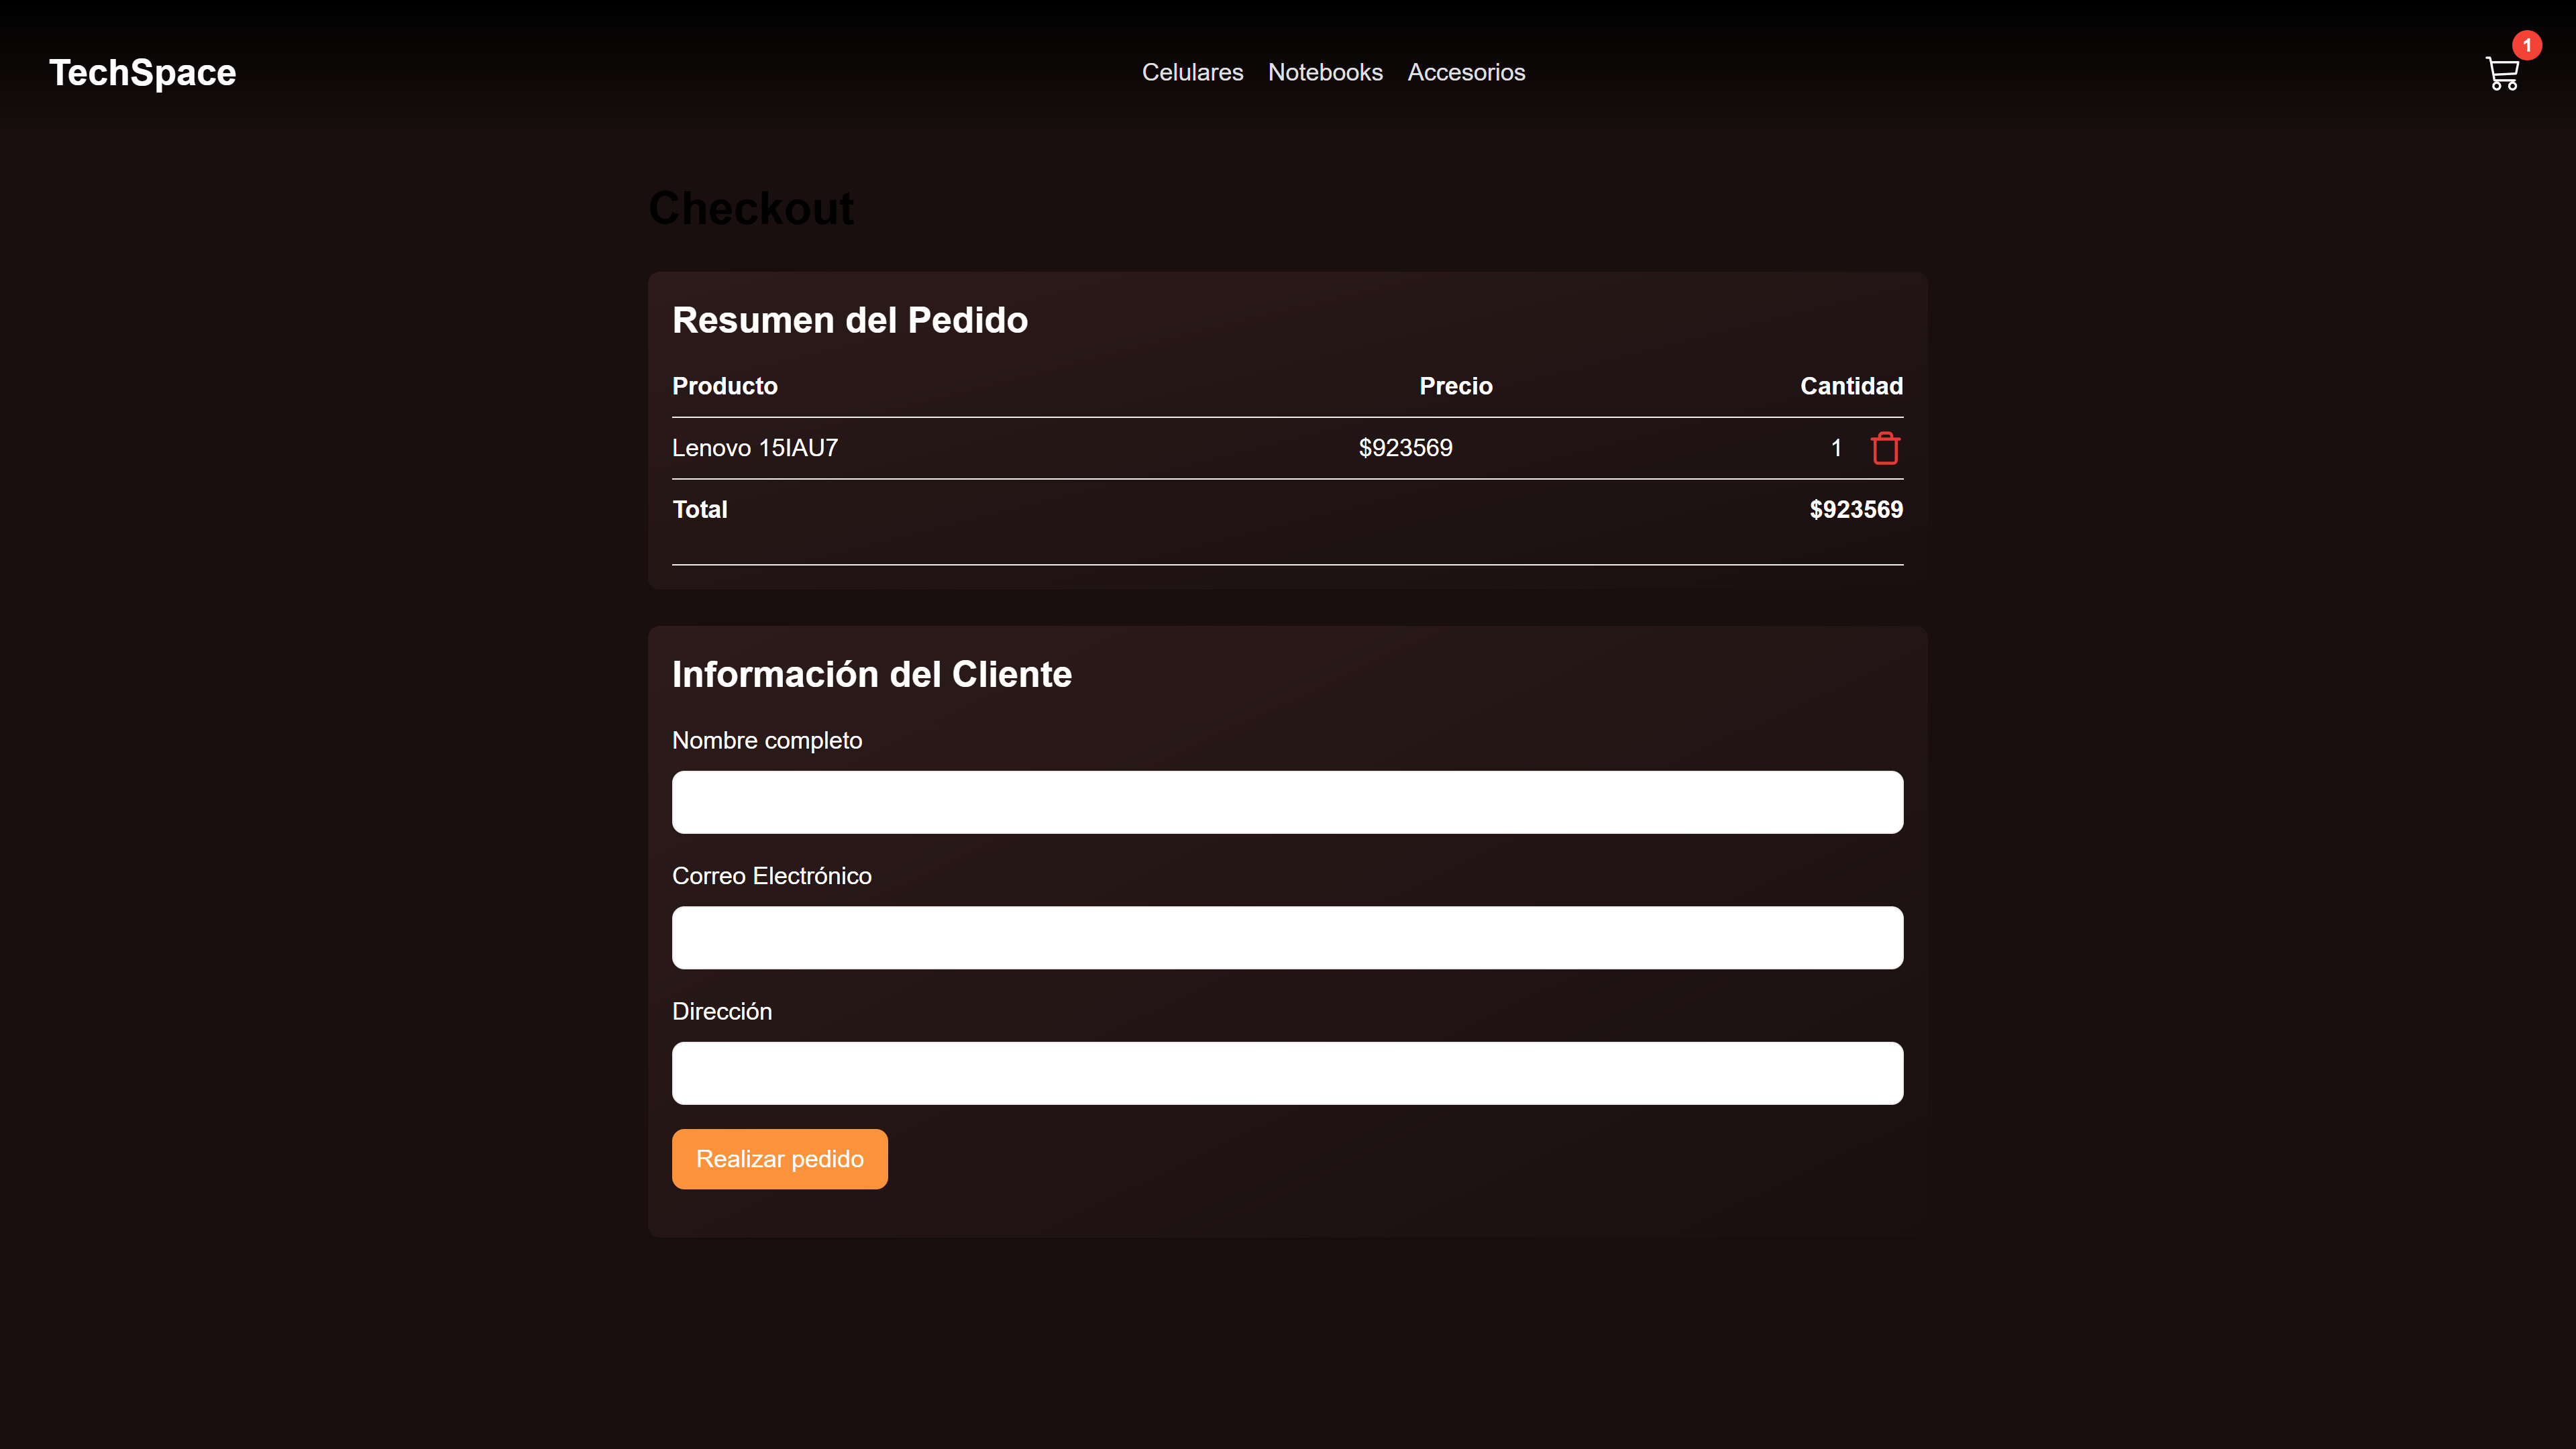 TechSpace
Celulares Notebooks Accesorios
1
Checkout
Resumen del Pedido
Producto Precio Cantidad
Lenovo 15IAU7 $923569 1
Total $923569
Información del Cliente
Nombre completo
Correo Electrónico
Dirección
Realizar pedido